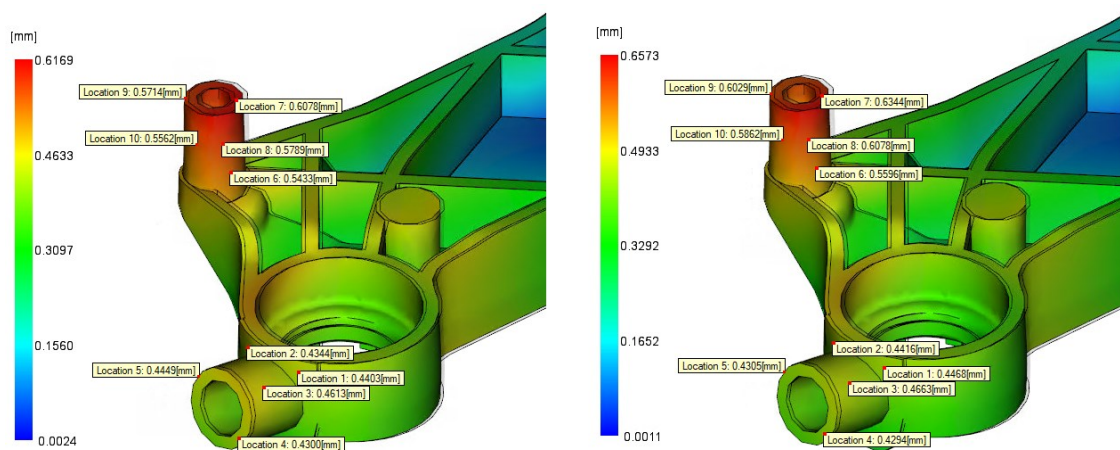 [mm]
0.6169
0.4633
0.3097
0.1560
0.0024
Location 9: 0.5714[mm]
Location 7: 0.6078[mm]
Location 10: 0.5562[mm]
Location 8: 0.5789[mm]
Location 6: 0.5433[mm]
Location 2: 0.4344[mm]
Location 5: 0.4449[mm]
Location 1: 0.4403[mm]
Location 3: 0.4613[mm]
Location 4: 0.4300[mm]
[mm]
0.6573
0.4933
0.3292
0.1652
0.0011
Location 9: 0.6029[mm]
Location 7: 0.6344[mm]
Location 10: 0.5862[mm]
Location 8: 0.6078[mm]
Location 6: 0.5596[mm]
Location 2: 0.4416[mm]
Location 5: 0.4305[mm]
Location 1: 0.4468[mm]
Location 3: 0.4663[mm]
Location 4: 0.4294[mm]